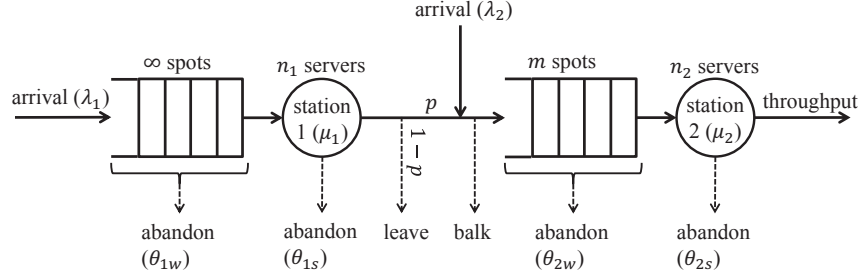 arrival (λ₂)
∞ spots
n₁ servers
m spots
n₂ servers
arrival (λ₁)
station
1 (μ₁)
p
1 − p
station
2 (μ₂)
throughput
abandon
(θ₁w)
abandon
(θ₁s)
leave
balk
abandon
(θ₂w)
abandon
(θ₂s)